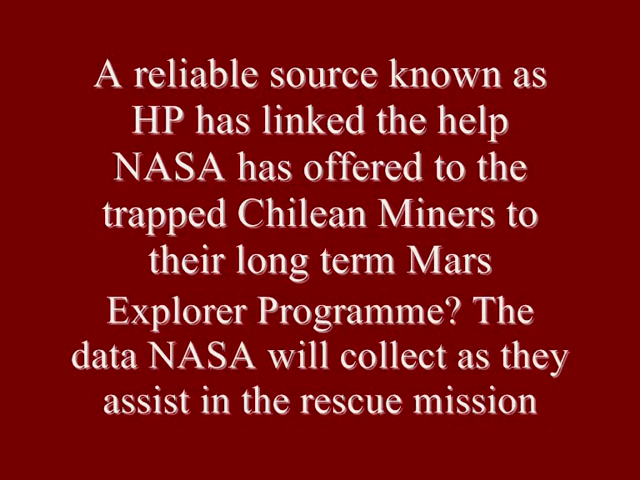 A reliable source known as
HP has linked the help
NASA has offered to the
trapped Chilean Miners to
their long term Mars
Explorer Programme? The
data NASA will collect as they
assist in the rescue mission